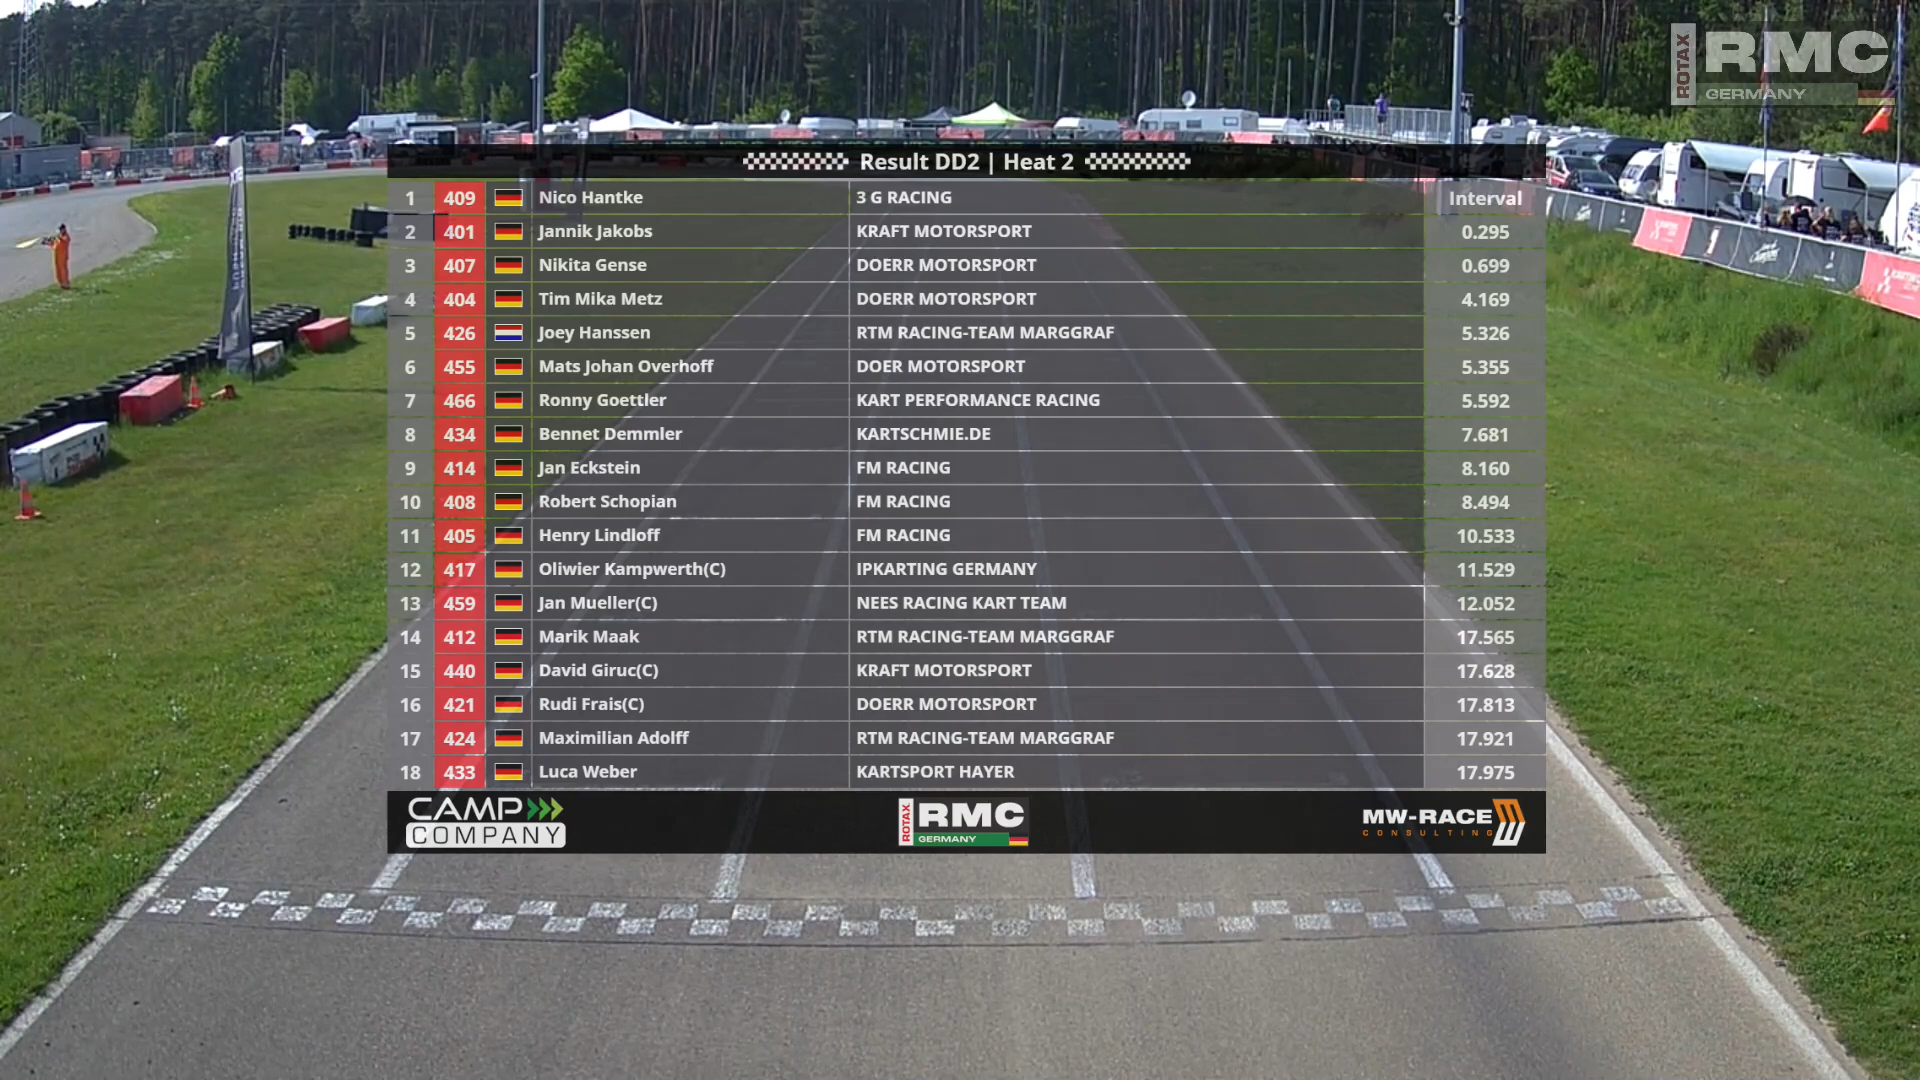 ROTAX RMC
GERMANY
Result DD2 | Heat 2
1 409 Nico Hantke 3 G RACING Interval
2 401 Jannik Jakobs KRAFT MOTORSPORT 0.295
3 407 Nikita Gense DOERR MOTORSPORT 0.699
4 404 Tim Mika Metz DOERR MOTORSPORT 4.169
5 426 Joey Hanssen RTM RACING-TEAM MARGGRAF 5.326
6 455 Mats Johan Overhoff DOER MOTORSPORT 5.355
7 466 Ronny Goettler KART PERFORMANCE RACING 5.592
8 434 Bennet Demmler KARTSCHMIE.DE 7.681
9 414 Jan Eckstein FM RACING 8.160
10 408 Robert Schopian FM RACING 8.494
11 405 Henry Lindloff FM RACING 10.533
12 417 Oliwier Kampwerth(C) IPKARTING GERMANY 11.529
13 459 Jan Mueller(C) NEES RACING KART TEAM 12.052
14 412 Marik Maak RTM RACING-TEAM MARGGRAF 17.565
15 440 David Giruc(C) KRAFT MOTORSPORT 17.628
16 421 Rudi Frais(C) DOERR MOTORSPORT 17.813
17 424 Maximilian Adolff RTM RACING-TEAM MARGGRAF 17.921
18 433 Luca Weber KARTSPORT HAYER 17.975
CAMP
COMPANY
ROTAX RMC
GERMANY
MW-RACE
CONSULTING